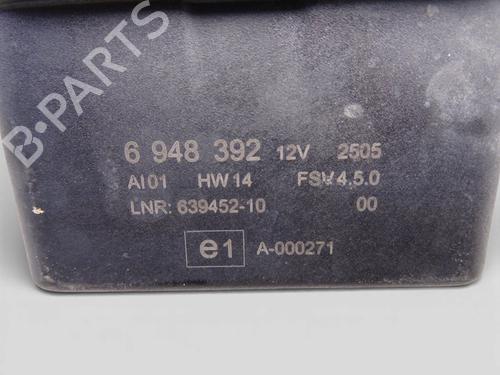 B-PARTS
6 948 392 12V 2505
AI01 HW14 FSV4.5.0
LNR: 639452-10 00
e1 A-000271